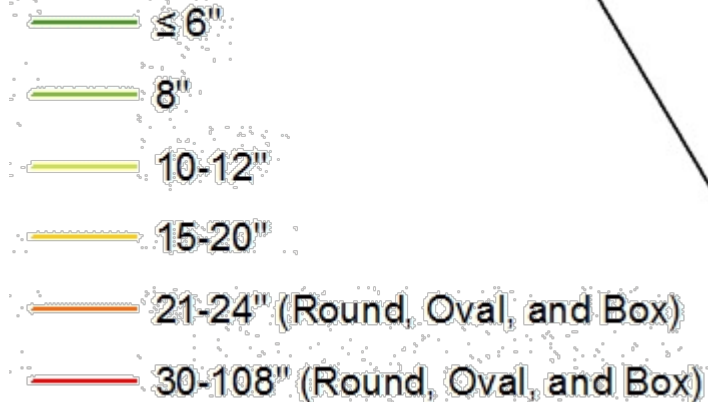 ≤ 6"
8"
10-12"
15-20"
21-24" (Round, Oval, and Box)
30-108" (Round, Oval, and Box)